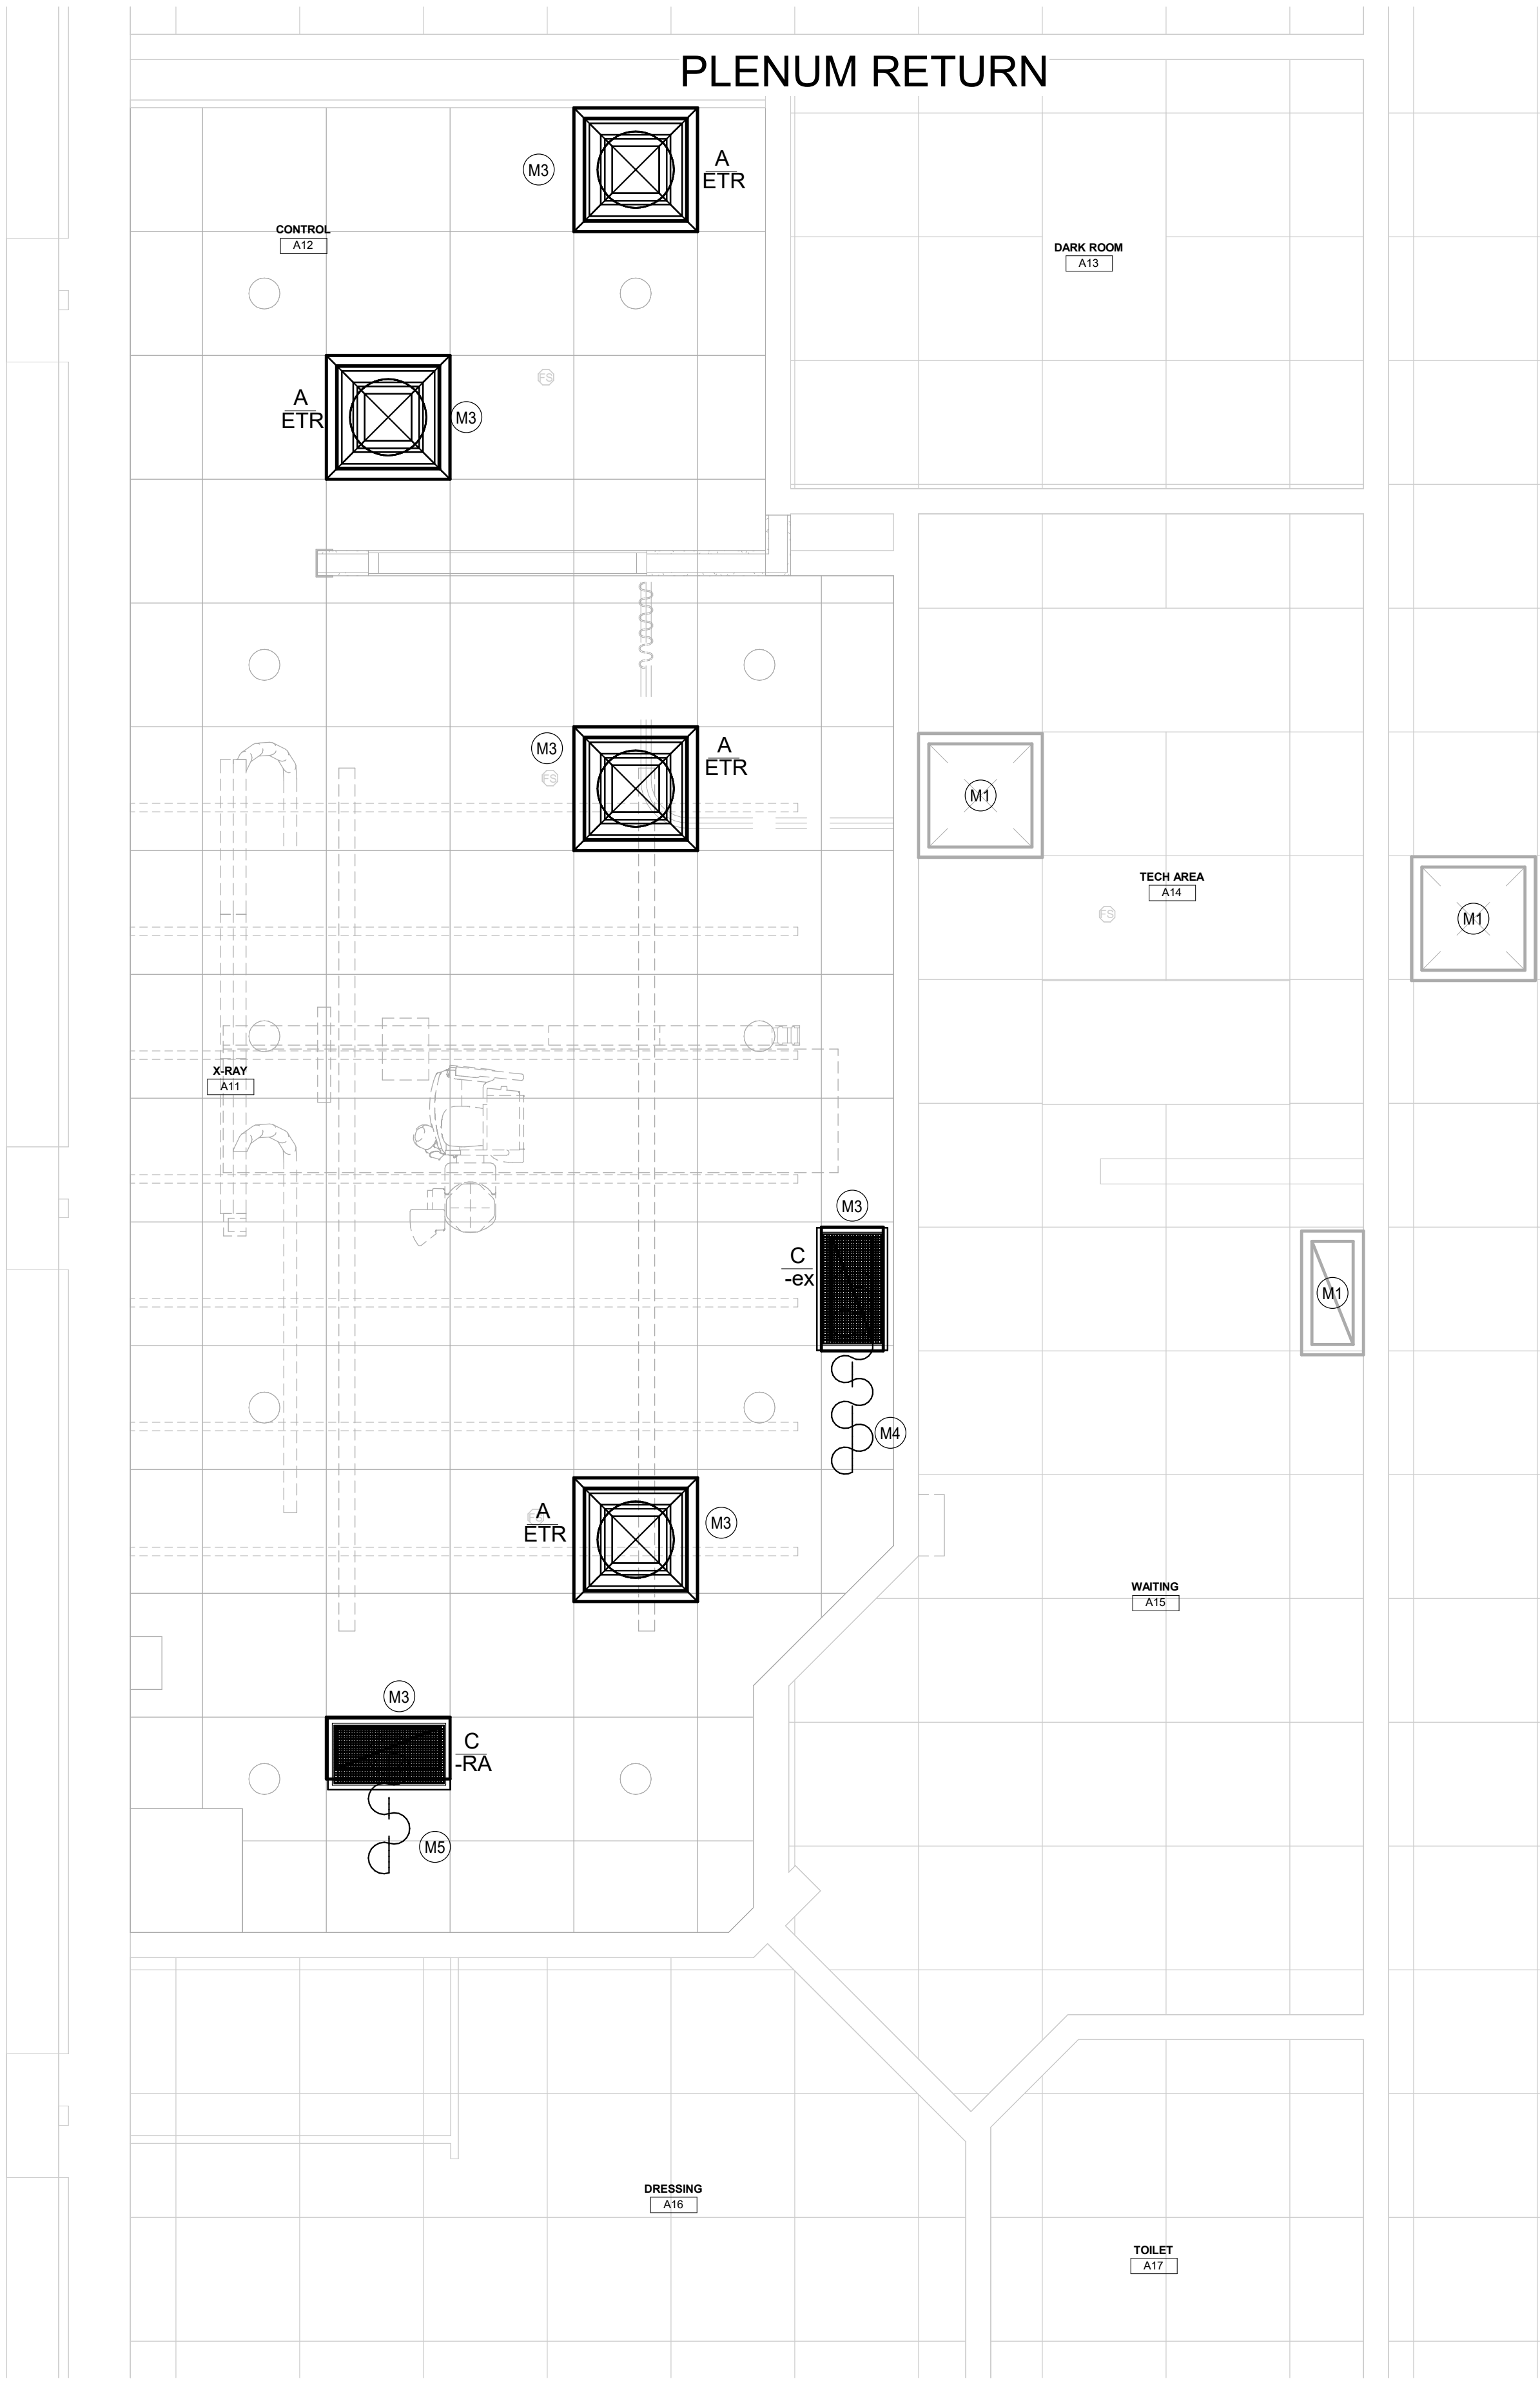 PLENUM RETURN
M3
A
ETR
CONTROL
A12
DARK ROOM
A13
A
ETR
M3
FS
M3
A
ETR
FS
M1
TECH AREA
A14
FS
M1
X-RAY
A11
M3
C
-ex
M1
M4
A
ETR
FS
M3
WAITING
A15
M3
C
-RA
M5
DRESSING
A16
TOILET
A17